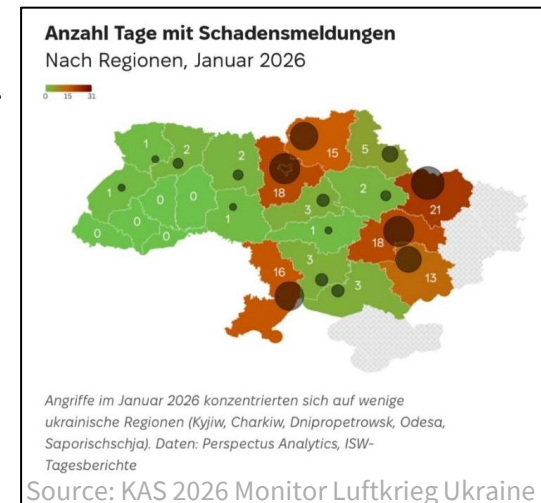 Anzahl Tage mit Schadensmeldungen
Nach Regionen, Januar 2026
0 15 31
1
2
2
15
5
1
18
2
21
0
0
3
0
1
1
18
0
0
16
3
13
3
Angriffe im Januar 2026 konzentrierten sich auf wenige
ukrainische Regionen (Kyjiw, Charkiw, Dnipropetrowsk, Odesa,
Saporischschja). Daten: Perspectus Analytics, ISW-
Tagesberichte
Source: KAS 2026 Monitor Luftkrieg Ukraine